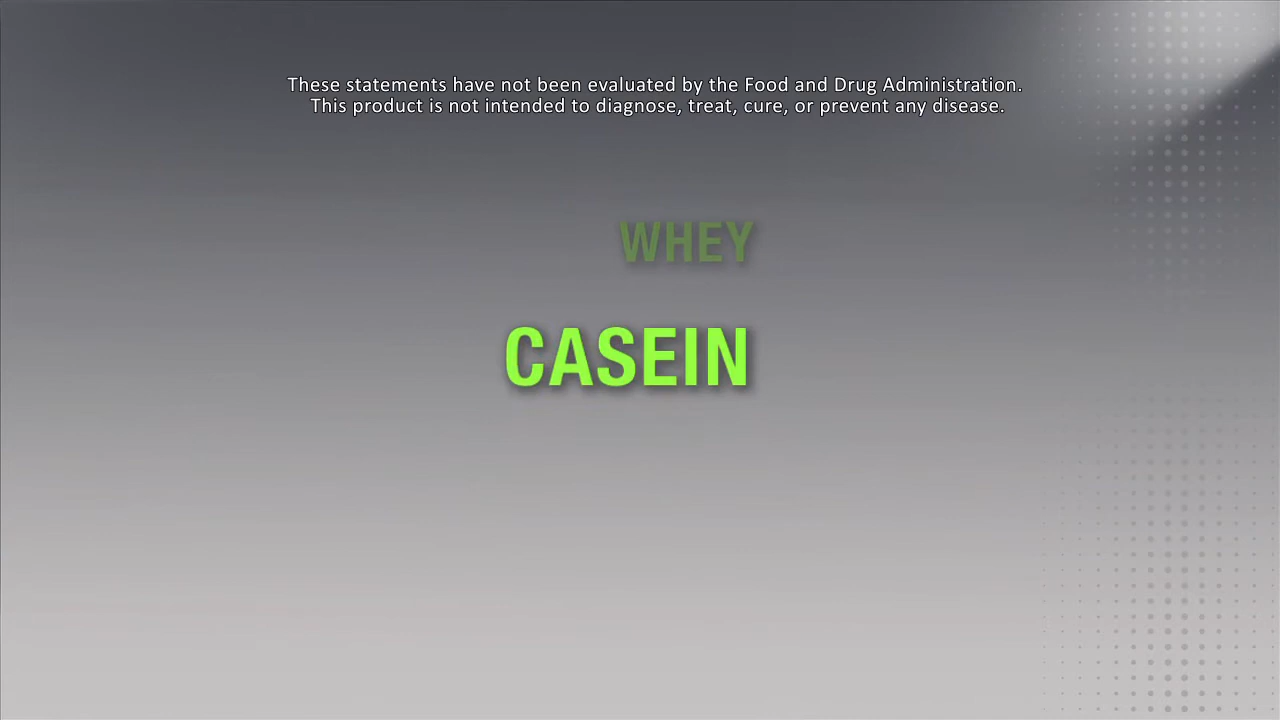 These statements have not been evaluated by the Food and Drug Administration.
This product is not intended to diagnose, treat, cure, or prevent any disease.
WHEY
CASEIN